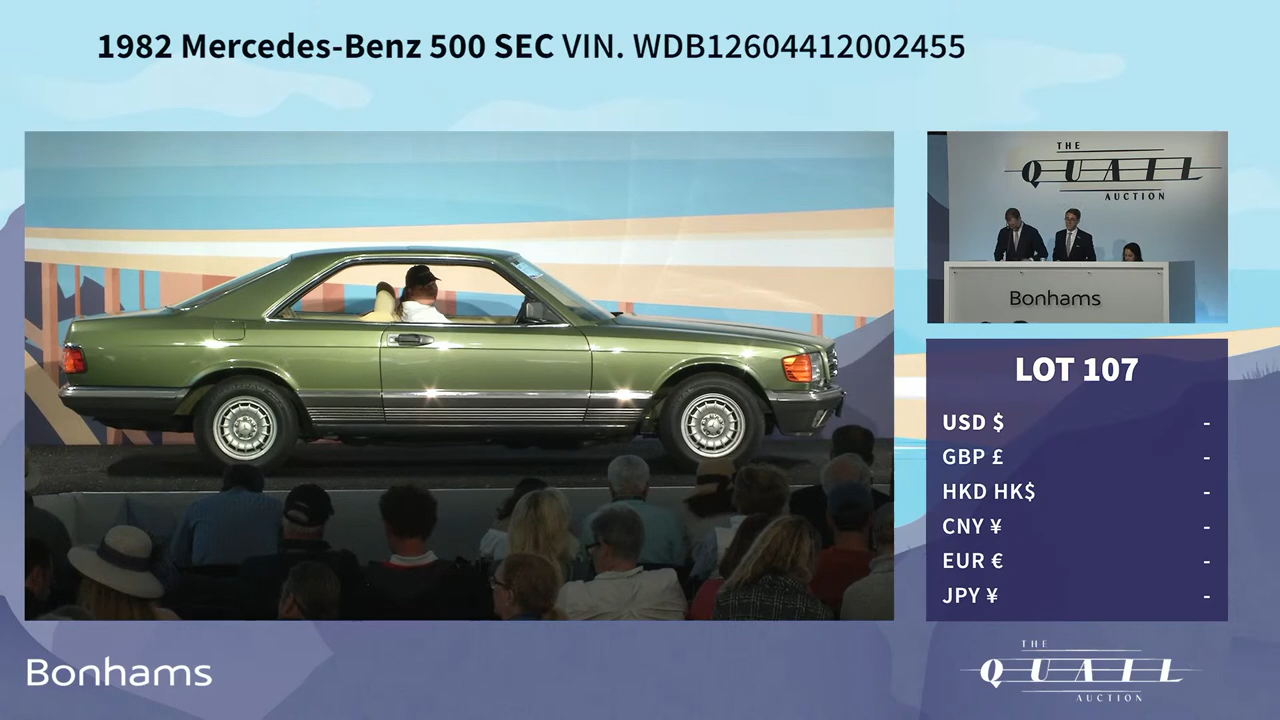 1982 Mercedes-Benz 500 SEC VIN. WDB12604412002455
THE
QUAIL
AUCTION
Bonhams
LOT 107
USD $ -
GBP £ -
HKD HK$ -
CNY ¥ -
EUR € -
JPY ¥ -
Bonhams
THE
QUAIL
AUCTION